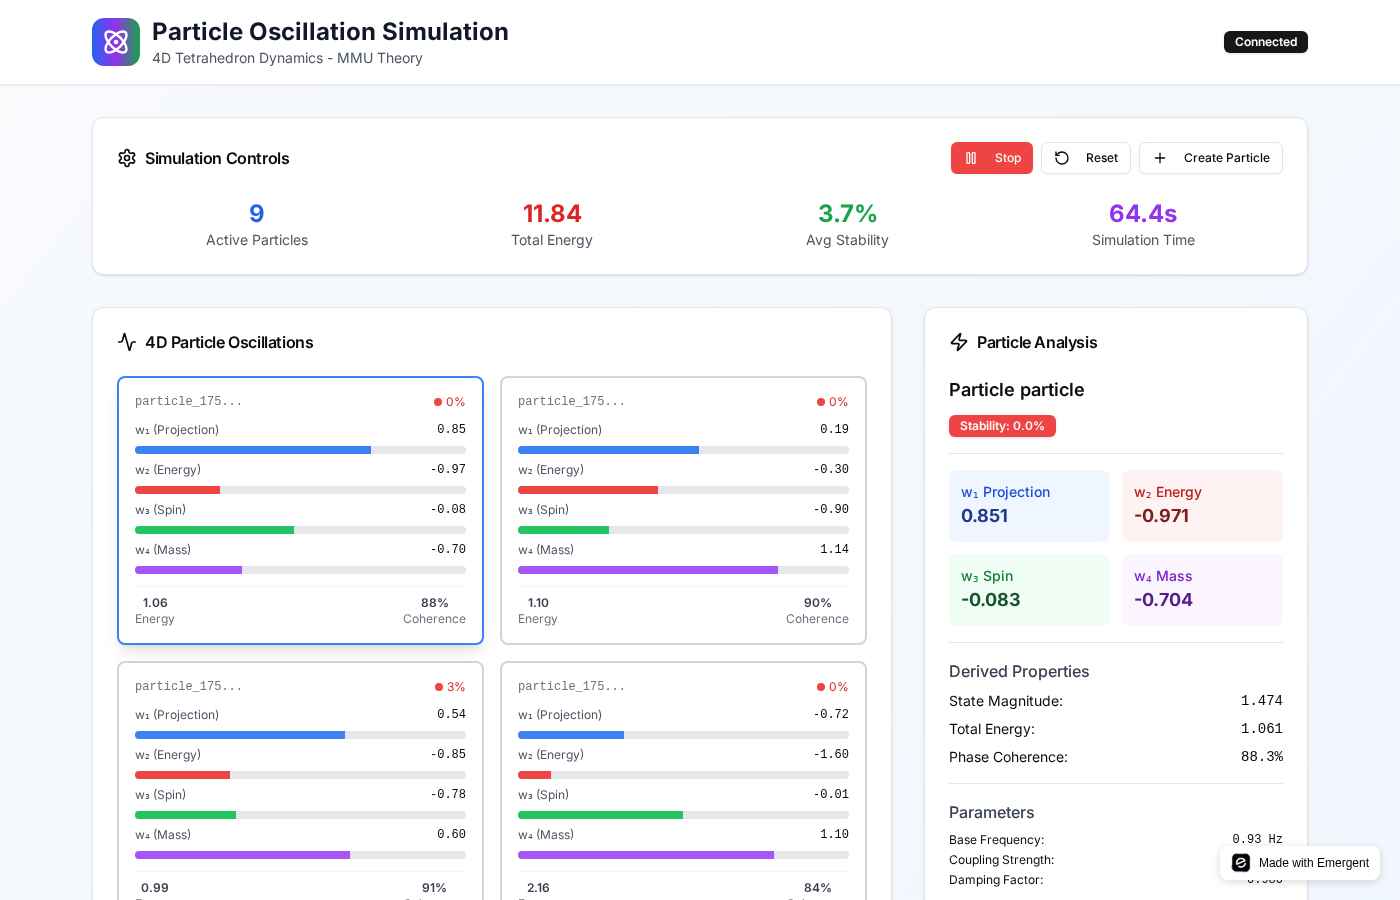 Particle Oscillation Simulation
4D Tetrahedron Dynamics - MMU Theory
Connected
Simulation Controls
Stop
Reset
Create Particle
9
Active Particles
11.84
Total Energy
3.7%
Avg Stability
64.4s
Simulation Time
4D Particle Oscillations
particle_175... 0%
w₁ (Projection) 0.85
w₂ (Energy) -0.97
w₃ (Spin) -0.08
w₄ (Mass) -0.70
1.06 88%
Energy Coherence
particle_175... 0%
w₁ (Projection) 0.19
w₂ (Energy) -0.30
w₃ (Spin) -0.90
w₄ (Mass) 1.14
1.10 90%
Energy Coherence
particle_175... 3%
w₁ (Projection) 0.54
w₂ (Energy) -0.85
w₃ (Spin) -0.78
w₄ (Mass) 0.60
0.99 91%
particle_175... 0%
w₁ (Projection) -0.72
w₂ (Energy) -1.60
w₃ (Spin) -0.01
w₄ (Mass) 1.10
2.16 84%
Particle Analysis
Particle particle
Stability: 0.0%
w₁ Projection
0.851
w₂ Energy
-0.971
w₃ Spin
-0.083
w₄ Mass
-0.704
Derived Properties
State Magnitude: 1.474
Total Energy: 1.061
Phase Coherence: 88.3%
Parameters
Base Frequency: 0.93 Hz
Coupling Strength:
Damping Factor:
Made with Emergent